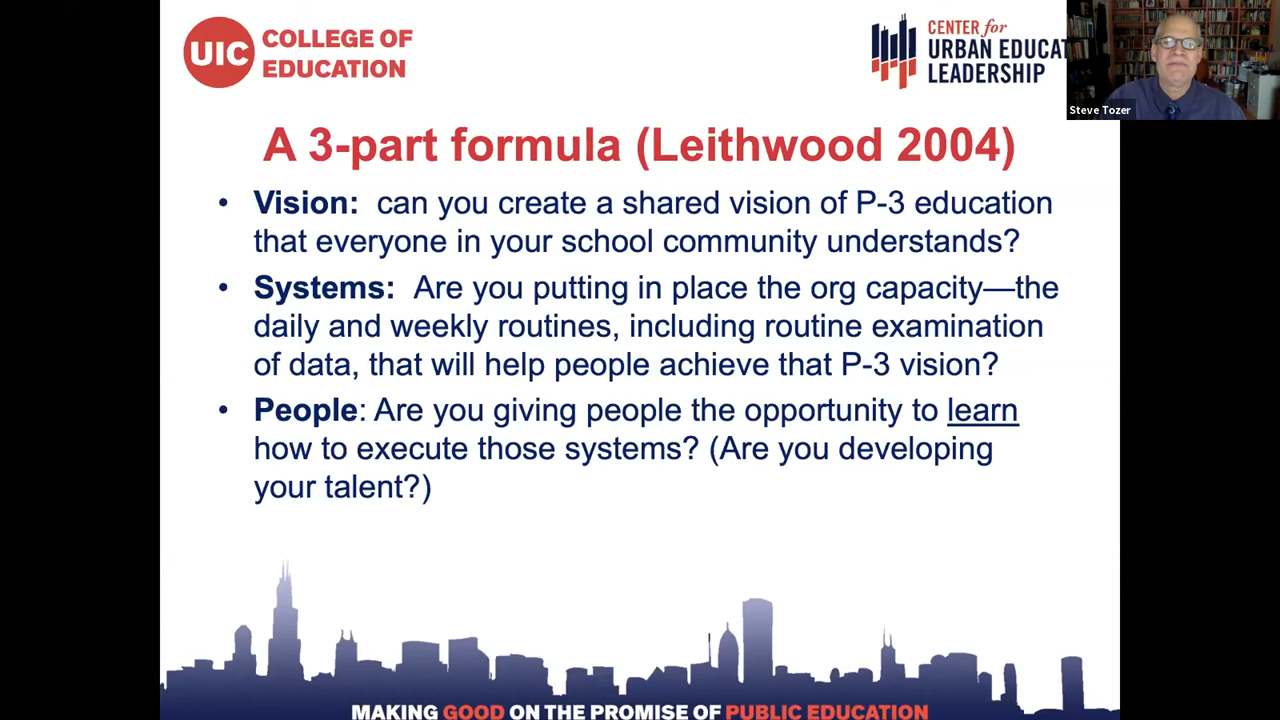 UIC
COLLEGE OF
EDUCATION
CENTER for
URBAN EDUCAT
LEADERSHIP
Steve Tozer
A 3-part formula (Leithwood 2004)
• Vision: can you create a shared vision of P-3 education
that everyone in your school community understands?
• Systems: Are you putting in place the org capacity—the
daily and weekly routines, including routine examination
of data, that will help people achieve that P-3 vision?
• People: Are you giving people the opportunity to learn
how to execute those systems? (Are you developing
your talent?)
MAKING GOOD ON THE PROMISE OF PUBLIC EDUCATION